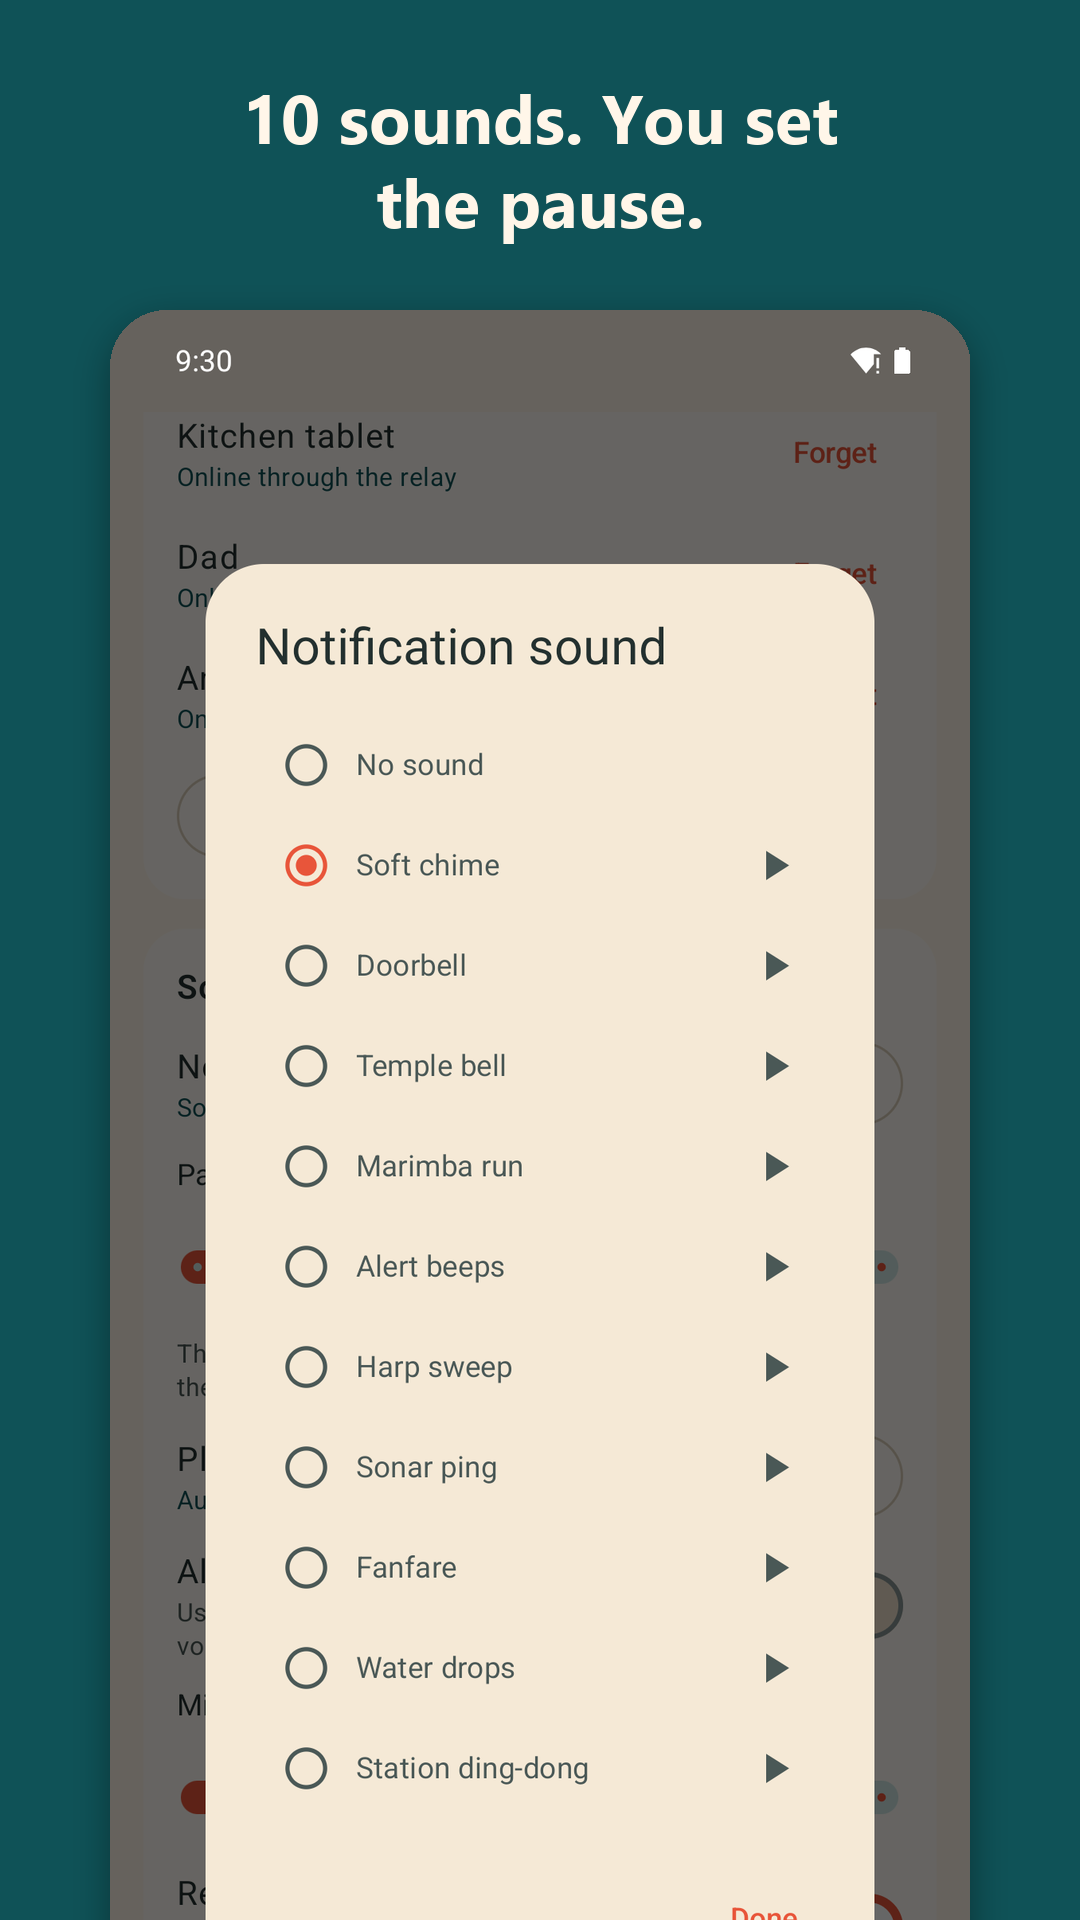 10 sounds. You set
the pause.
9:30
Kitchen tablet
Forget
Online through the relay
Dad
Notification sound
No sound
Soft chime
Doorbell
Temple bell
Marimba run
Alert beeps
Harp sweep
Sonar ping
Fanfare
Water drops
Station ding-dong
Done